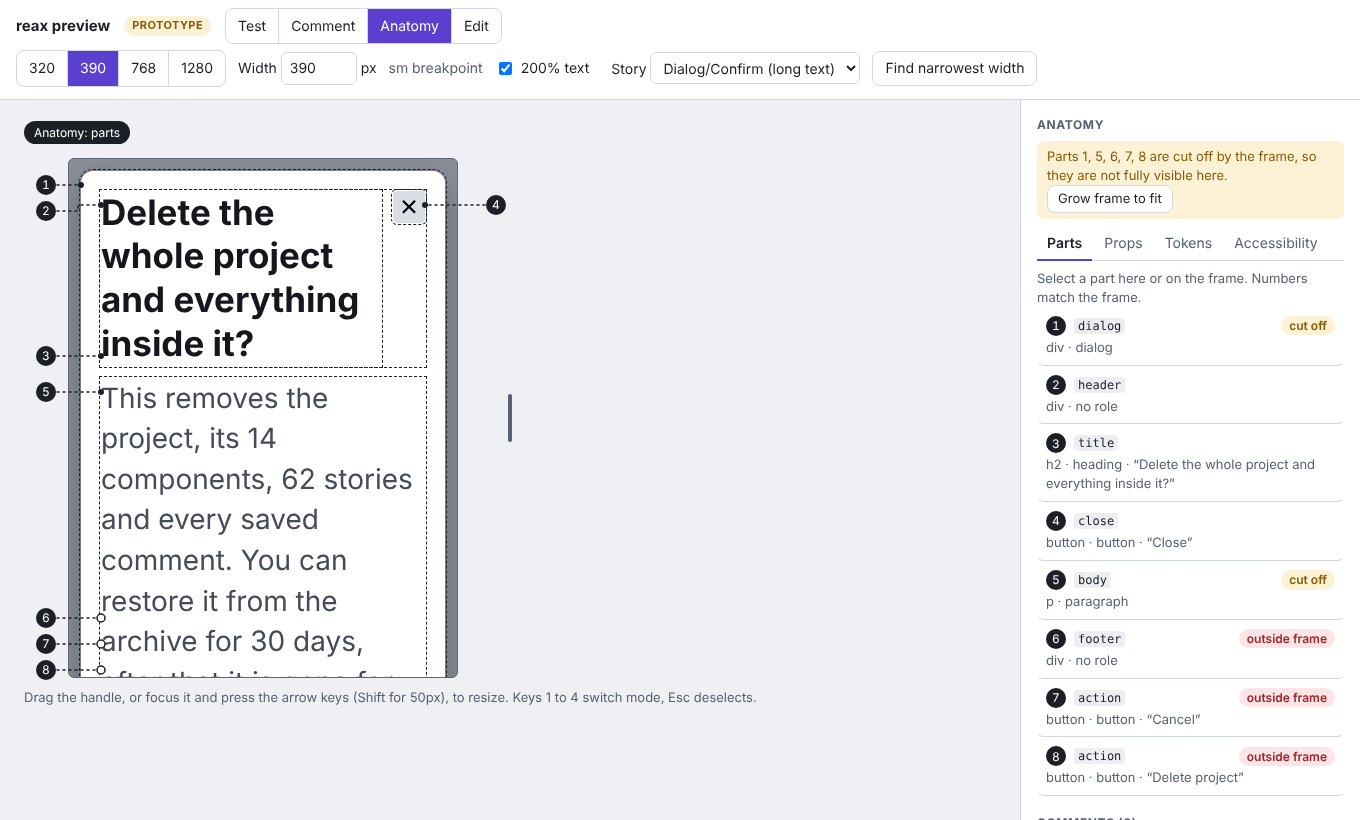 reax preview PROTOTYPE Test Comment Anatomy Edit
320 390 768 1280 Width 390 px sm breakpoint 200% text Story Dialog/Confirm (long text) Find narrowest width
Anatomy: parts
1
2
3
5
6
7
8
4
Delete the
whole project
and everything
inside it?
This removes the
project, its 14
components, 62 stories
and every saved
comment. You can
restore it from the
archive for 30 days,
Drag the handle, or focus it and press the arrow keys (Shift for 50px), to resize. Keys 1 to 4 switch mode, Esc deselects.
ANATOMY
Parts 1, 5, 6, 7, 8 are cut off by the frame, so
they are not fully visible here.
Grow frame to fit
Parts Props Tokens Accessibility
Select a part here or on the frame. Numbers
match the frame.
1 dialog cut off
div · dialog
2 header
div · no role
3 title
h2 · heading · “Delete the whole project and
everything inside it?”
4 close
button · button · “Close”
5 body cut off
p · paragraph
6 footer outside frame
div · no role
7 action outside frame
button · button · “Cancel”
8 action outside frame
button · button · “Delete project”